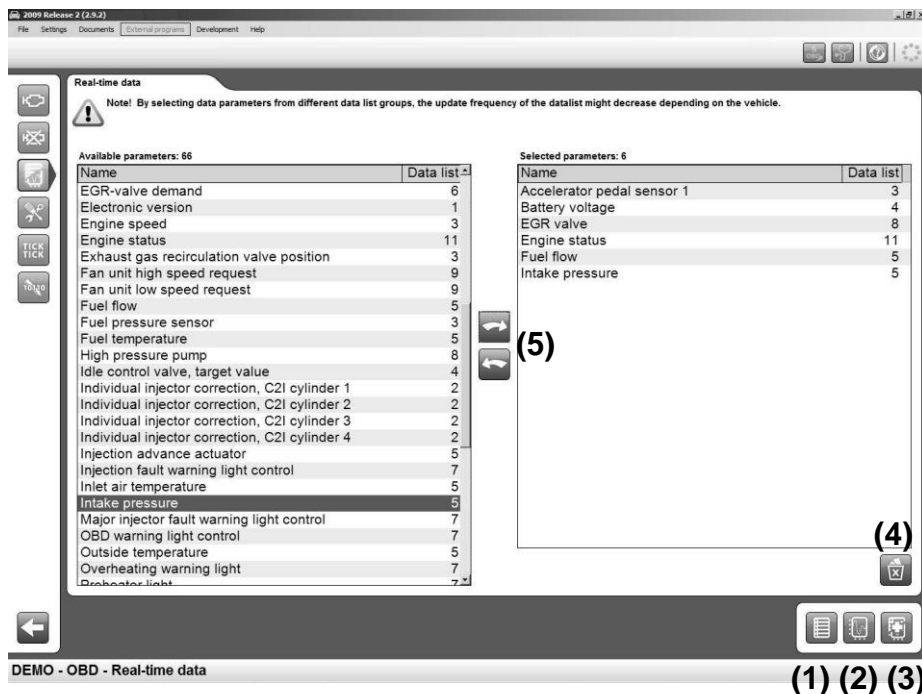 2009 Release 2 (2.9.2)
File Settings Documents External programs Development Help
Real-time data
Note! By selecting data parameters from different data list groups, the update frequency of the datalist might decrease depending on the vehicle.
Available parameters: 66
Name Data list
EGR-valve demand 6
Electronic version 1
Engine speed 3
Engine status 11
Exhaust gas recirculation valve position 3
Fan unit high speed request 9
Fan unit low speed request 9
Fuel flow 5
Fuel pressure sensor 3
Fuel temperature 5
High pressure pump 8
Idle control valve, target value 4
Individual injector correction, C2I cylinder 1 2
Individual injector correction, C2I cylinder 2 2
Individual injector correction, C2I cylinder 3 2
Individual injector correction, C2I cylinder 4 2
Injection advance actuator 5
Injection fault warning light control 7
Inlet air temperature 5
Intake pressure 5
Major injector fault warning light control 7
OBD warning light control 7
Outside temperature 5
Overheating warning light 7
Preheater light 7
Selected parameters: 6
Name Data list
Accelerator pedal sensor 1 3
Battery voltage 4
EGR valve 8
Engine status 11
Fuel flow 5
Intake pressure 5
(5)
(4)
TICK
TICK
DEMO - OBD - Real-time data
(1) (2) (3)